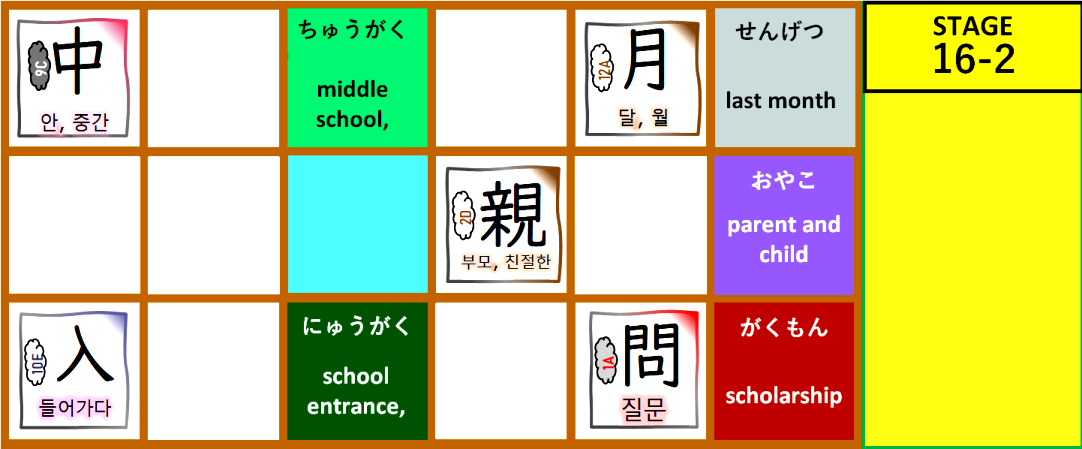 中
9C
안, 중간
ちゅうがく
middle
school,
月
12A
달, 월
せんげつ
last month
STAGE
16-2
親
2D
부모, 친절한
おやこ
parent and
child
入
10E
들어가다
にゅうがく
school
entrance,
問
1A
질문
がくもん
scholarship